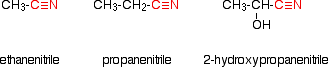 CH₃-C≡N CH₃-CH₂-C≡N CH₃-CH-C≡N
OH
ethanenitrile propanenitrile 2-hydroxypropanenitrile